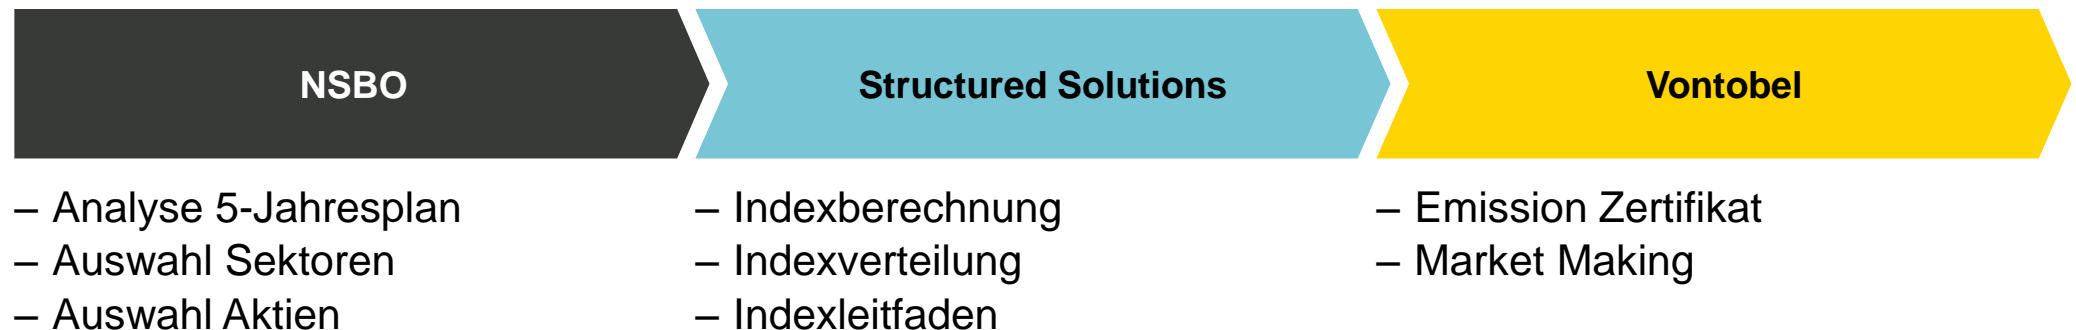 NSBO
– Analyse 5-Jahresplan
– Auswahl Sektoren
– Auswahl Aktien
Structured Solutions
– Indexberechnung
– Indexverteilung
– Indexleitfaden
Vontobel
– Emission Zertifikat
– Market Making